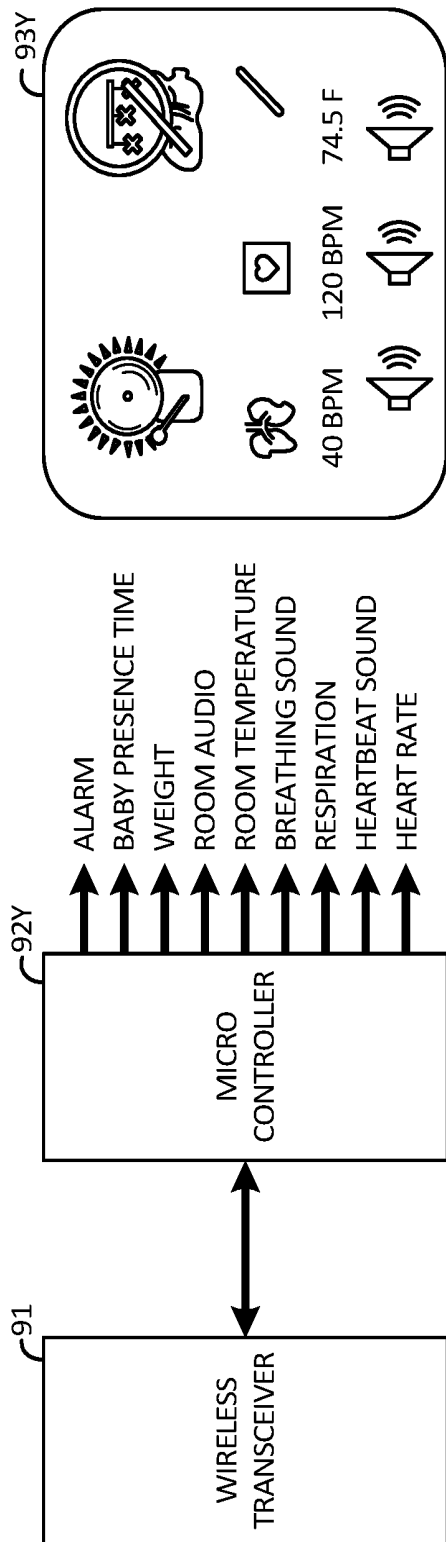 91
WIRELESS
TRANSCEIVER
92Y
MICRO
CONTROLLER
ALARM
BABY PRESENCE TIME
WEIGHT
ROOM AUDIO
ROOM TEMPERATURE
BREATHING SOUND
RESPIRATION
HEARTBEAT SOUND
HEART RATE
93Y
40 BPM
120 BPM
74.5 F